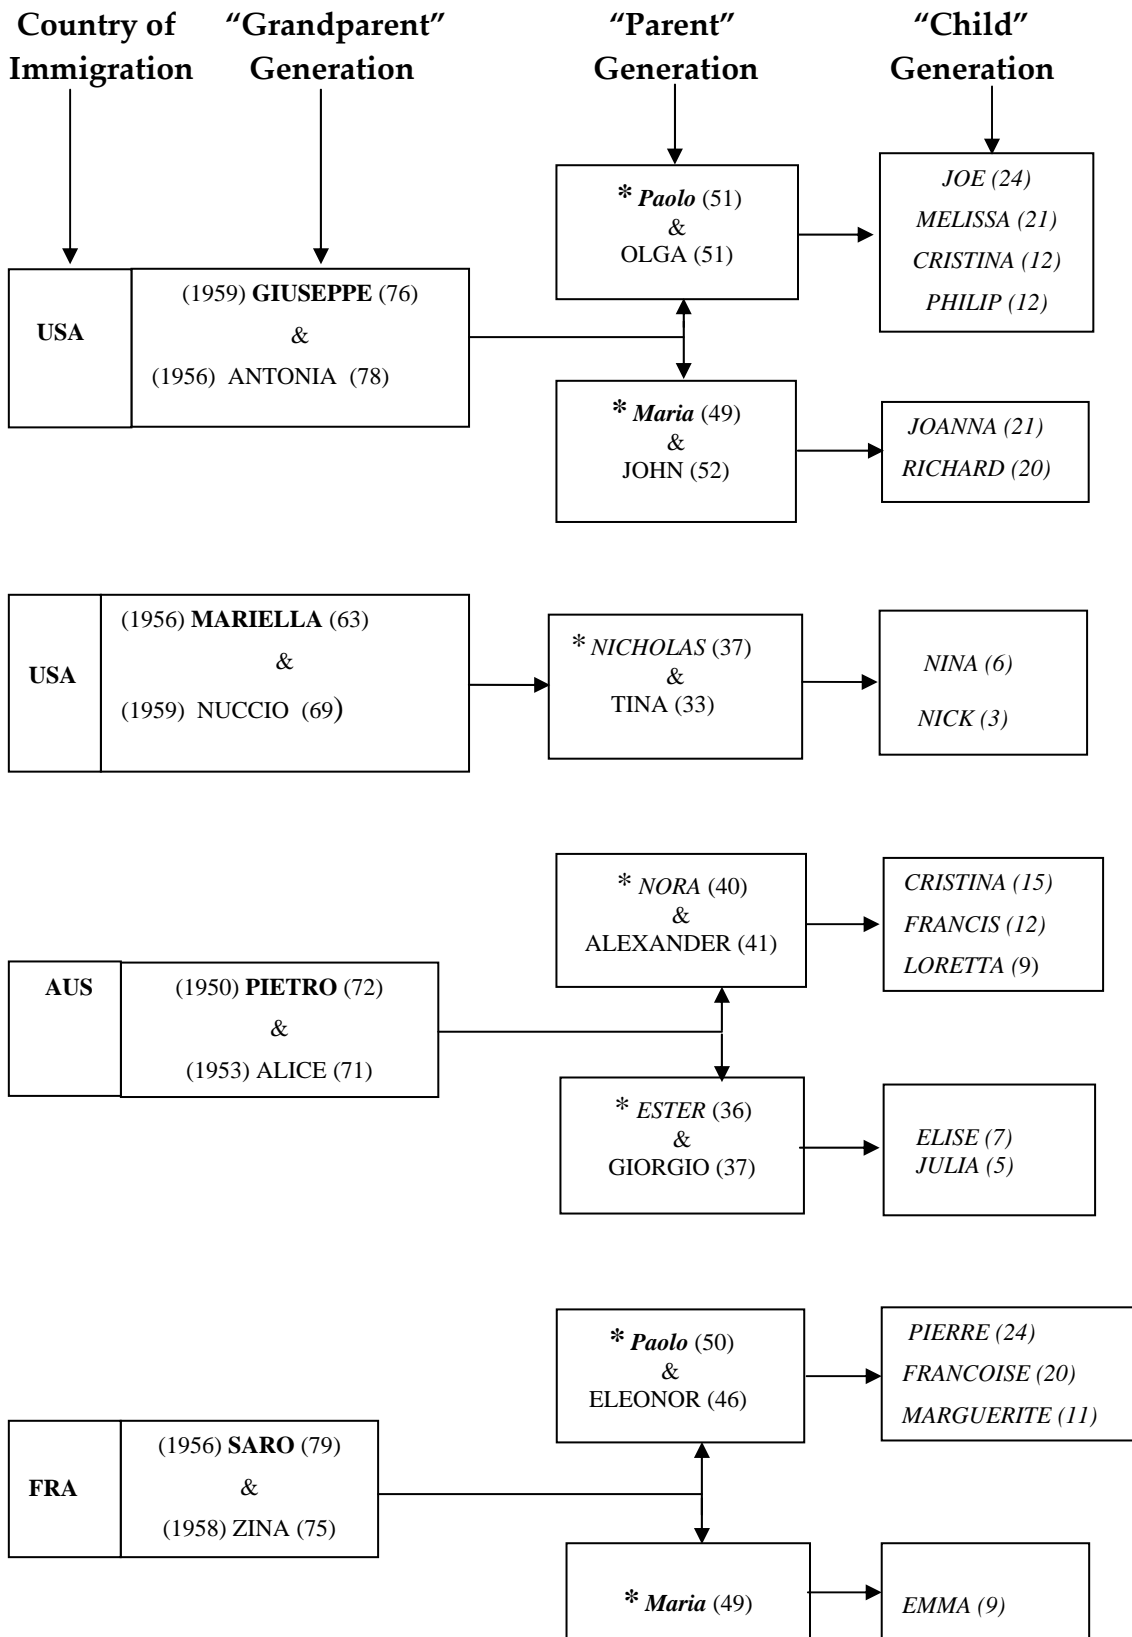 Country of Immigration
“Grandparent” Generation
“Parent” Generation
“Child” Generation
USA
(1959) GIUSEPPE (76)
&
(1956) ANTONIA (78)
* Paolo (51)
&
OLGA (51)
JOE (24)
MELISSA (21)
CRISTINA (12)
PHILIP (12)
* Maria (49)
&
JOHN (52)
JOANNA (21)
RICHARD (20)
USA
(1956) MARIELLA (63)
&
(1959) NUCCIO (69)
* NICHOLAS (37)
&
TINA (33)
NINA (6)
NICK (3)
AUS
(1950) PIETRO (72)
&
(1953) ALICE (71)
* NORA (40)
&
ALEXANDER (41)
CRISTINA (15)
FRANCIS (12)
LORETTA (9)
* ESTER (36)
&
GIORGIO (37)
ELISE (7)
JULIA (5)
FRA
(1956) SARO (79)
&
(1958) ZINA (75)
* Paolo (50)
&
ELEONOR (46)
PIERRE (24)
FRANCOISE (20)
MARGUERITE (11)
* Maria (49)
EMMA (9)